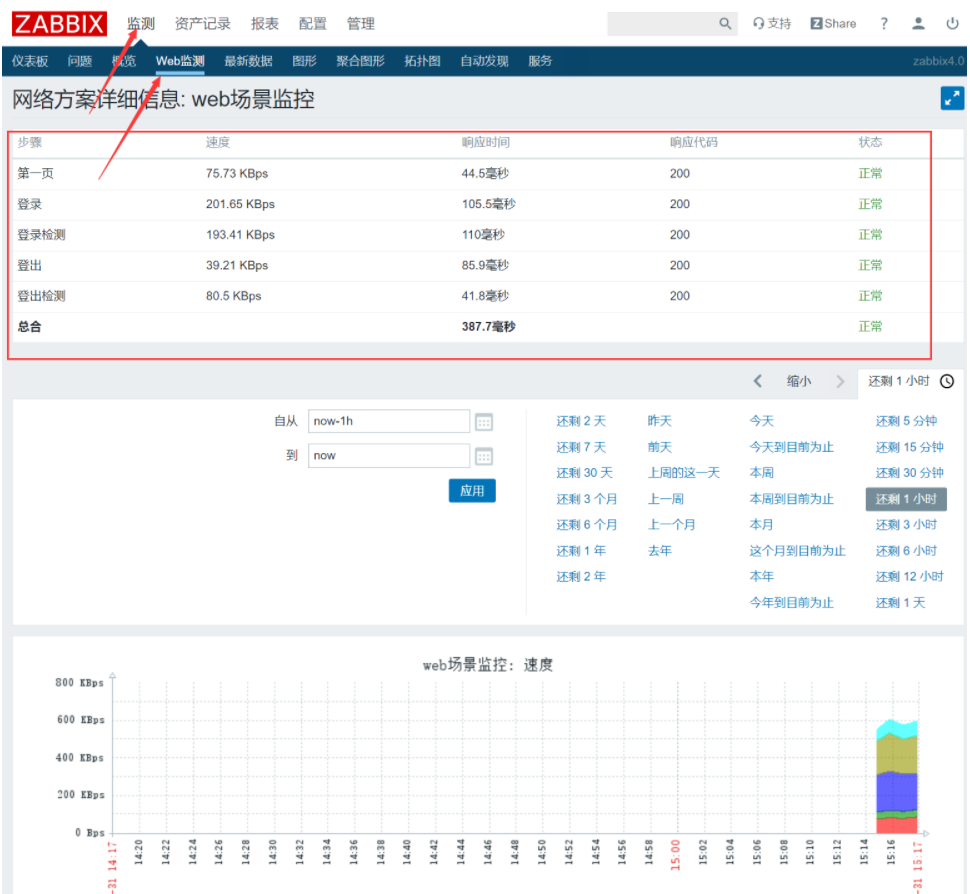 ZABBIX 监测 资产记录 报表 配置 管理 支持 Z Share ?
仪表板 问题 概览 Web监测 最新数据 图形 聚合图形 拓扑图 自动发现 服务 zabbix4.0
网络方案详细信息: web场景监控
步骤 速度 响应时间 响应代码 状态
第一页 75.73 KBps 44.5毫秒 200 正常
登录 201.65 KBps 105.5毫秒 200 正常
登录检测 193.41 KBps 110毫秒 200 正常
登出 39.21 KBps 85.9毫秒 200 正常
登出检测 80.5 KBps 41.8毫秒 200 正常
总合 387.7毫秒 正常
缩小 还剩 1 小时
自从 now-1h
到 now
应用
还剩 2 天 昨天 今天 还剩 5 分钟
还剩 7 天 前天 今天到目前为止 还剩 15 分钟
还剩 30 天 上周的这一天 本周 还剩 30 分钟
还剩 3 个月 上一周 本周到目前为止 还剩 1 小时
还剩 6 个月 上一个月 本月 还剩 3 小时
还剩 1 年 去年 这个月到目前为止 还剩 6 小时
还剩 2 年 本年 还剩 12 小时
今年到目前为止 还剩 1 天
web场景监控: 速度
800 KBps
600 KBps
400 KBps
200 KBps
0 Bps
-31 14:17 14:20 14:22 14:24 14:26 14:28 14:30 14:32 14:34 14:36 14:38 14:40 14:42 14:44 14:46 14:48 14:50 14:52 14:54 14:56 14:58 15:00 15:02 15:04 15:06 15:08 15:10 15:12 15:14 15:16 -31 15:17